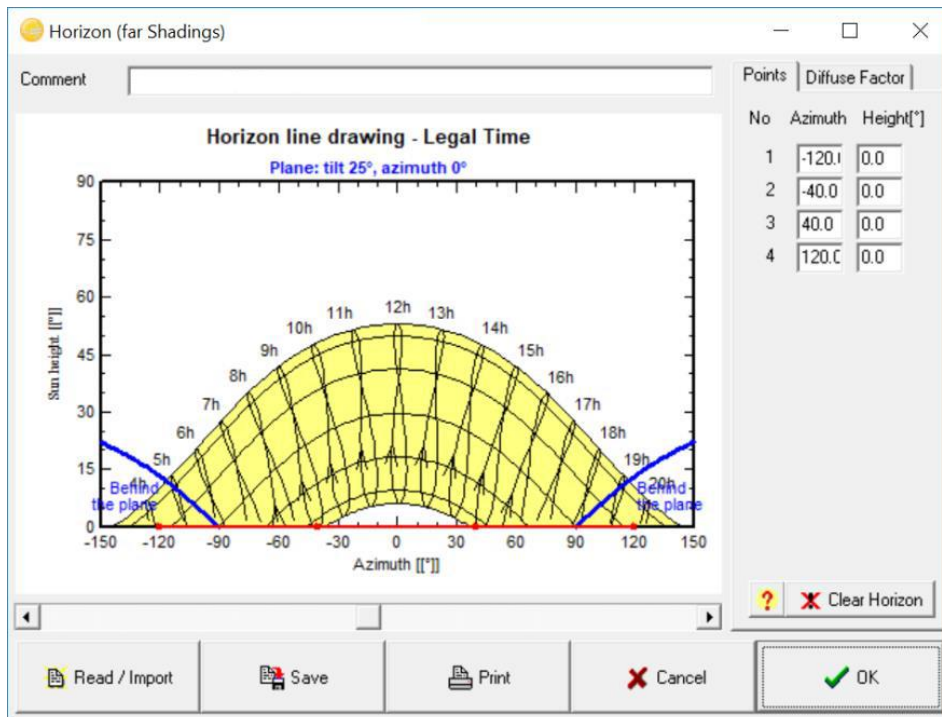 Horizon (far Shadings)
Comment
Points Diffuse Factor
No Azimuth Height[°]
1 -120.( 0.0
2 -40.0 0.0
3 40.0 0.0
4 120.0 0.0
Horizon line drawing - Legal Time
Plane: tilt 25°, azimuth 0°
90
75
60
45
30
15
0
Sun height [[°]]
4h
5h
6h
7h
8h
9h
10h
11h
12h
13h
14h
15h
16h
17h
18h
19h
20h
Behind
the plane
Behind
the plane
-150 -120 -90 -60 -30 0 30 60 90 120 150
Azimuth [[°]]
? Clear Horizon
Read / Import Save Print Cancel OK